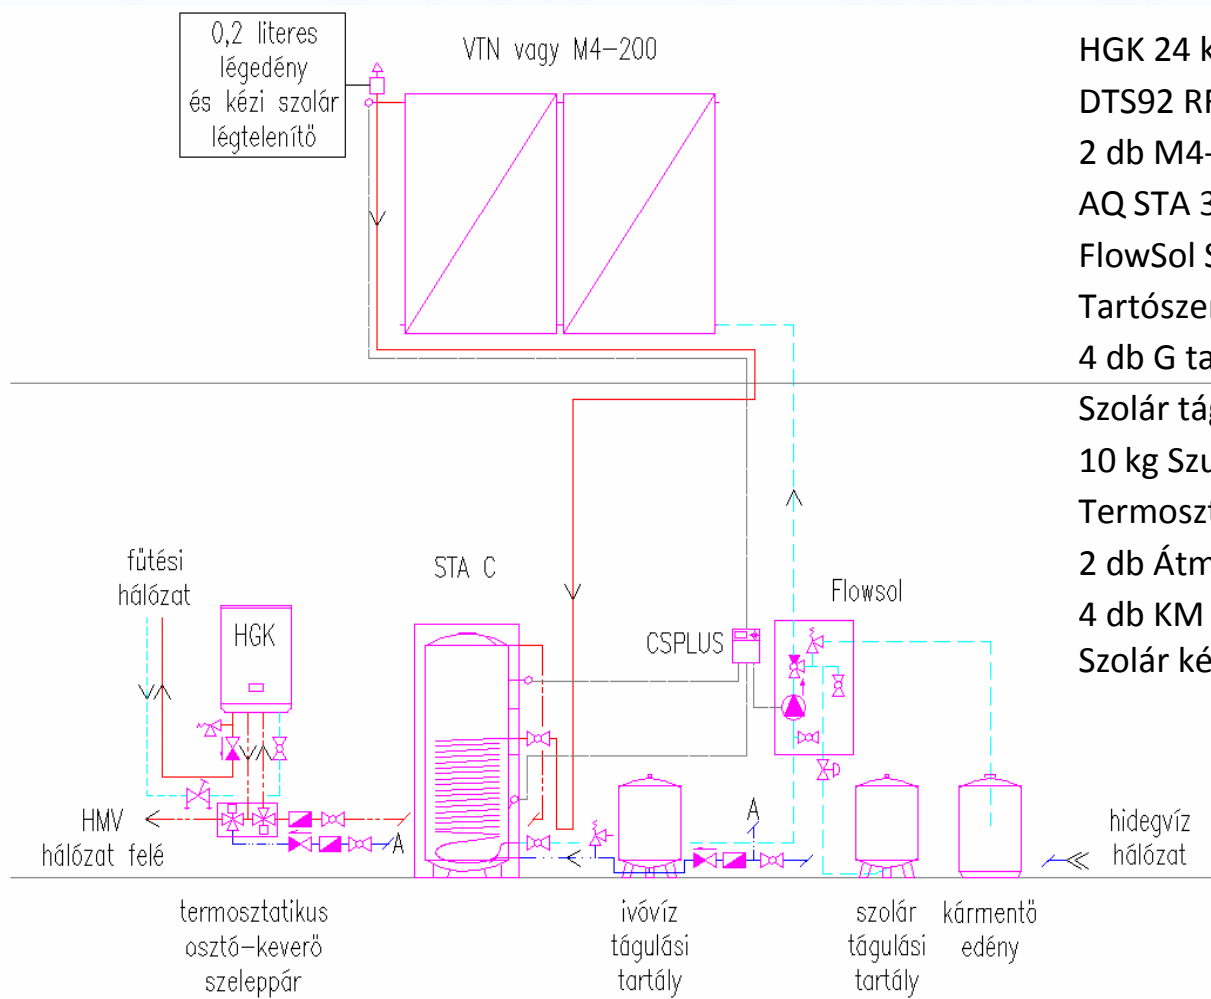 0,2 literes
légedény
és kézi szolár
légtelenítő
VTN vagy M4-200
HGK 24 k
DTS92 RF
2 db M4-
AQ STA 3
FlowSol S
Tartószer
4 db G ta
Szolár tág
10 kg Szu
Termoszt
2 db Átm
4 db KM
Szolár ké
fűtési
hálózat
HGK
STA C
CSPLUS
Flowsol
HMV
hálózat felé
A
A
hidegvíz
hálózat
termosztatikus
osztó-keverő
szeleppár
ivóvíz
tágulási
tartály
szolár
tágulási
tartály
kármentő
edény